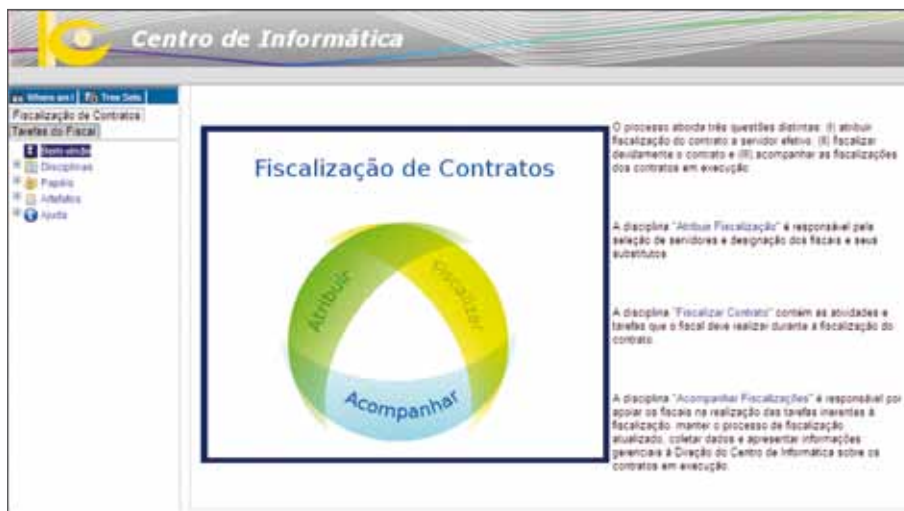 Centro de Informática
Where am I Tree Sets
Fiscalização de Contratos
Tarefas do Fiscal
Bem-vindo
Disciplinas
Papéis
Artefatos
Ajuda
Fiscalização de Contratos
Atribuir
Fiscalizar
Acompanhar
O processo aborda três questões distintas: (I) atribuir
fiscalização do contrato a servidor efetivo, (II) fiscalizar
devidamente o contrato e (III) acompanhar as fiscalizações
dos contratos em execução.
A disciplina "Atribuir Fiscalização" é responsável pela
seleção de servidores e designação dos fiscais e seus
substitutos.
A disciplina "Fiscalizar Contrato" contém as atividades e
tarefas que o fiscal deve realizar durante a fiscalização do
contrato.
A disciplina "Acompanhar Fiscalizações" é responsável por
apoiar os fiscais na realização das tarefas inerentes à
fiscalização, manter o processo de fiscalização
atualizado, coletar dados e apresentar informações
gerenciais à Direção do Centro de Informática sobre os
contratos em execução.